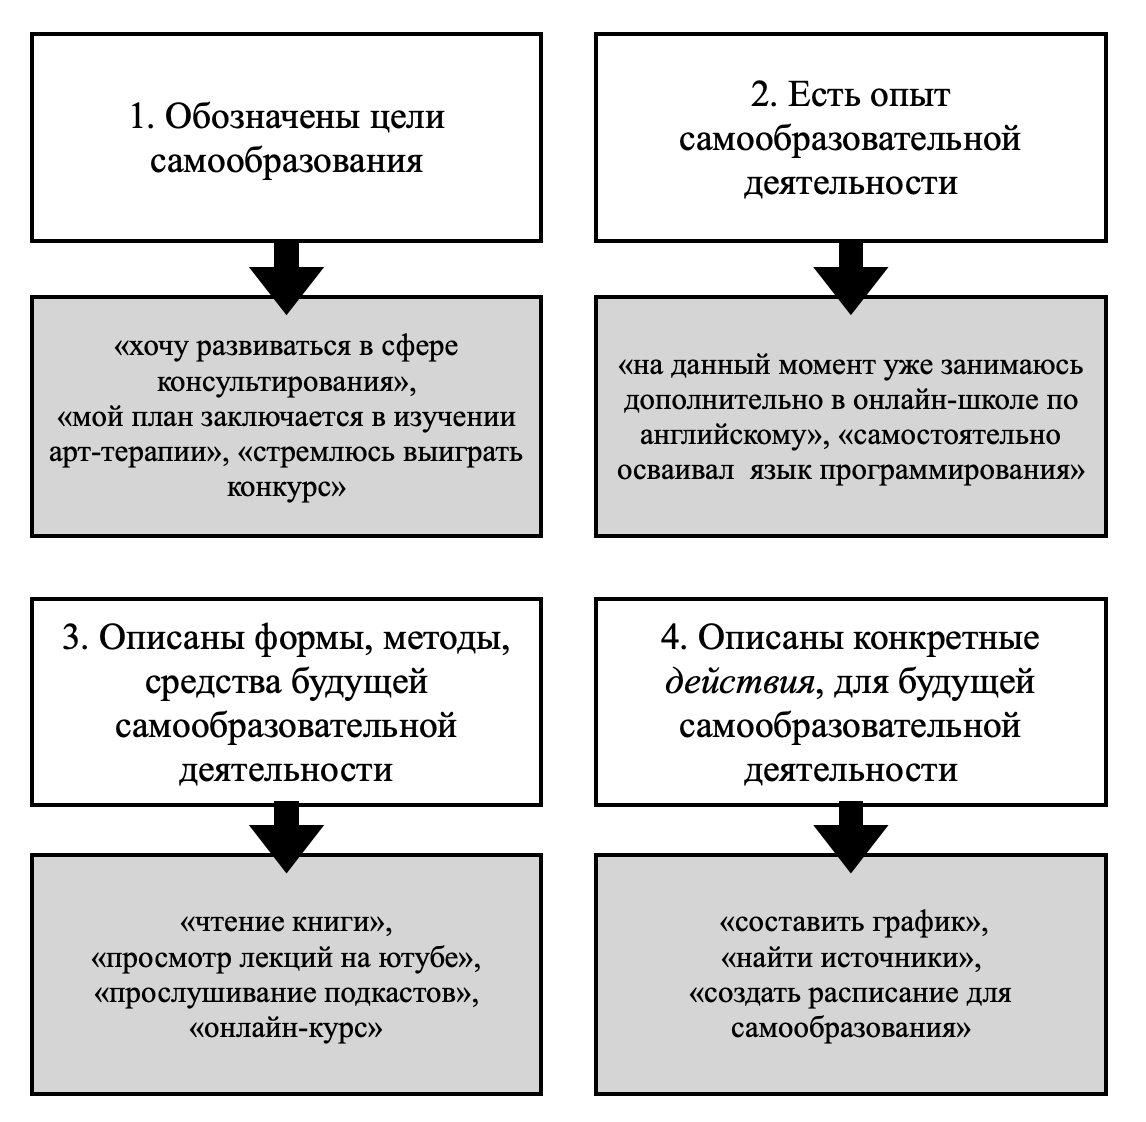 1. Обозначены цели
самообразования
2. Есть опыт
самообразовательной
деятельности
«хочу развиваться в сфере
консультирования»,
«мой план заключается в изучении
арт-терапии», «стремлюсь выиграть
конкурс»
«на данный момент уже занимаюсь
дополнительно в онлайн-школе по
английскому», «самостоятельно
осваивал  язык программирования»
3. Описаны формы, методы,
средства будущей
самообразовательной
деятельности
4. Описаны конкретные
действия, для будущей
самообразовательной
деятельности
«чтение книги»,
«просмотр лекций на ютубе»,
«прослушивание подкастов»,
«онлайн-курс»
«составить график»,
«найти источники»,
«создать расписание для
самообразования»